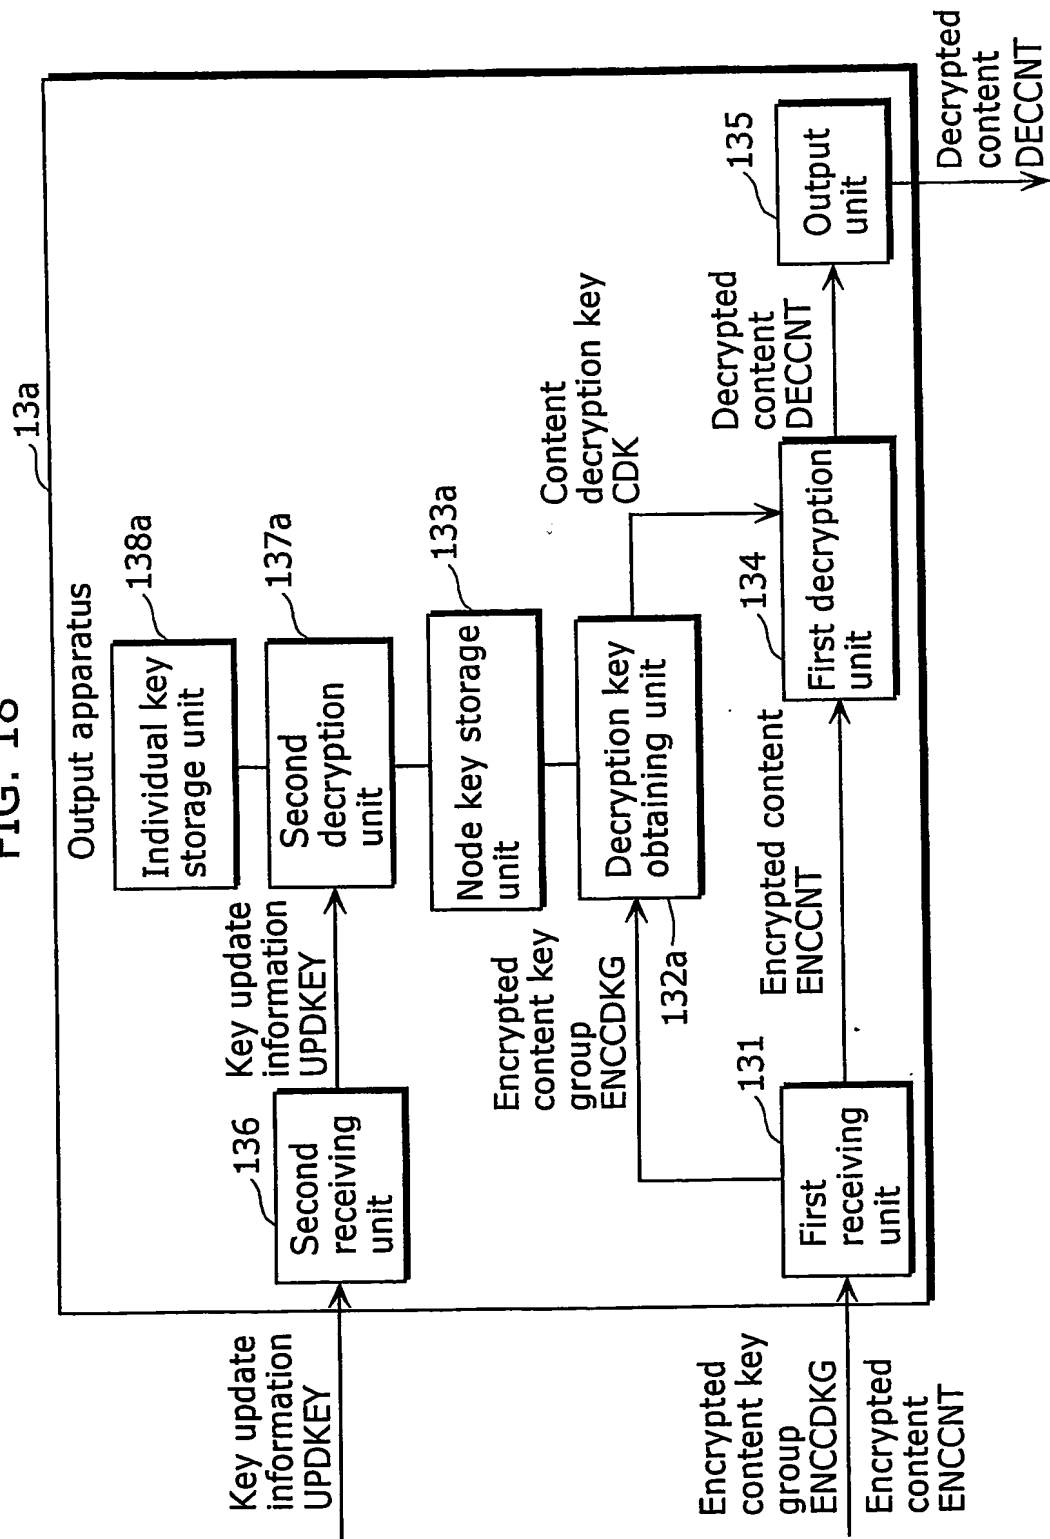 FIG. 18
13a
Output apparatus
138a
Individual key
storage unit
137a
Second
decryption
unit
133a
Node key storage
unit
Decryption key
obtaining unit
132a
136
Second
receiving
unit
Key update
information
UPDKEY
Key update
information
UPDKEY
Encrypted
content key
group
ENCCDKG
Content
decryption key
CDK
131
First
receiving
unit
Encrypted content
ENCCNT
134
First decryption
unit
Decrypted
content
DECCNT
135
Output
unit
Decrypted
content
DECCNT
Encrypted
content key
group
ENCCDKG
Encrypted
content
ENCCNT